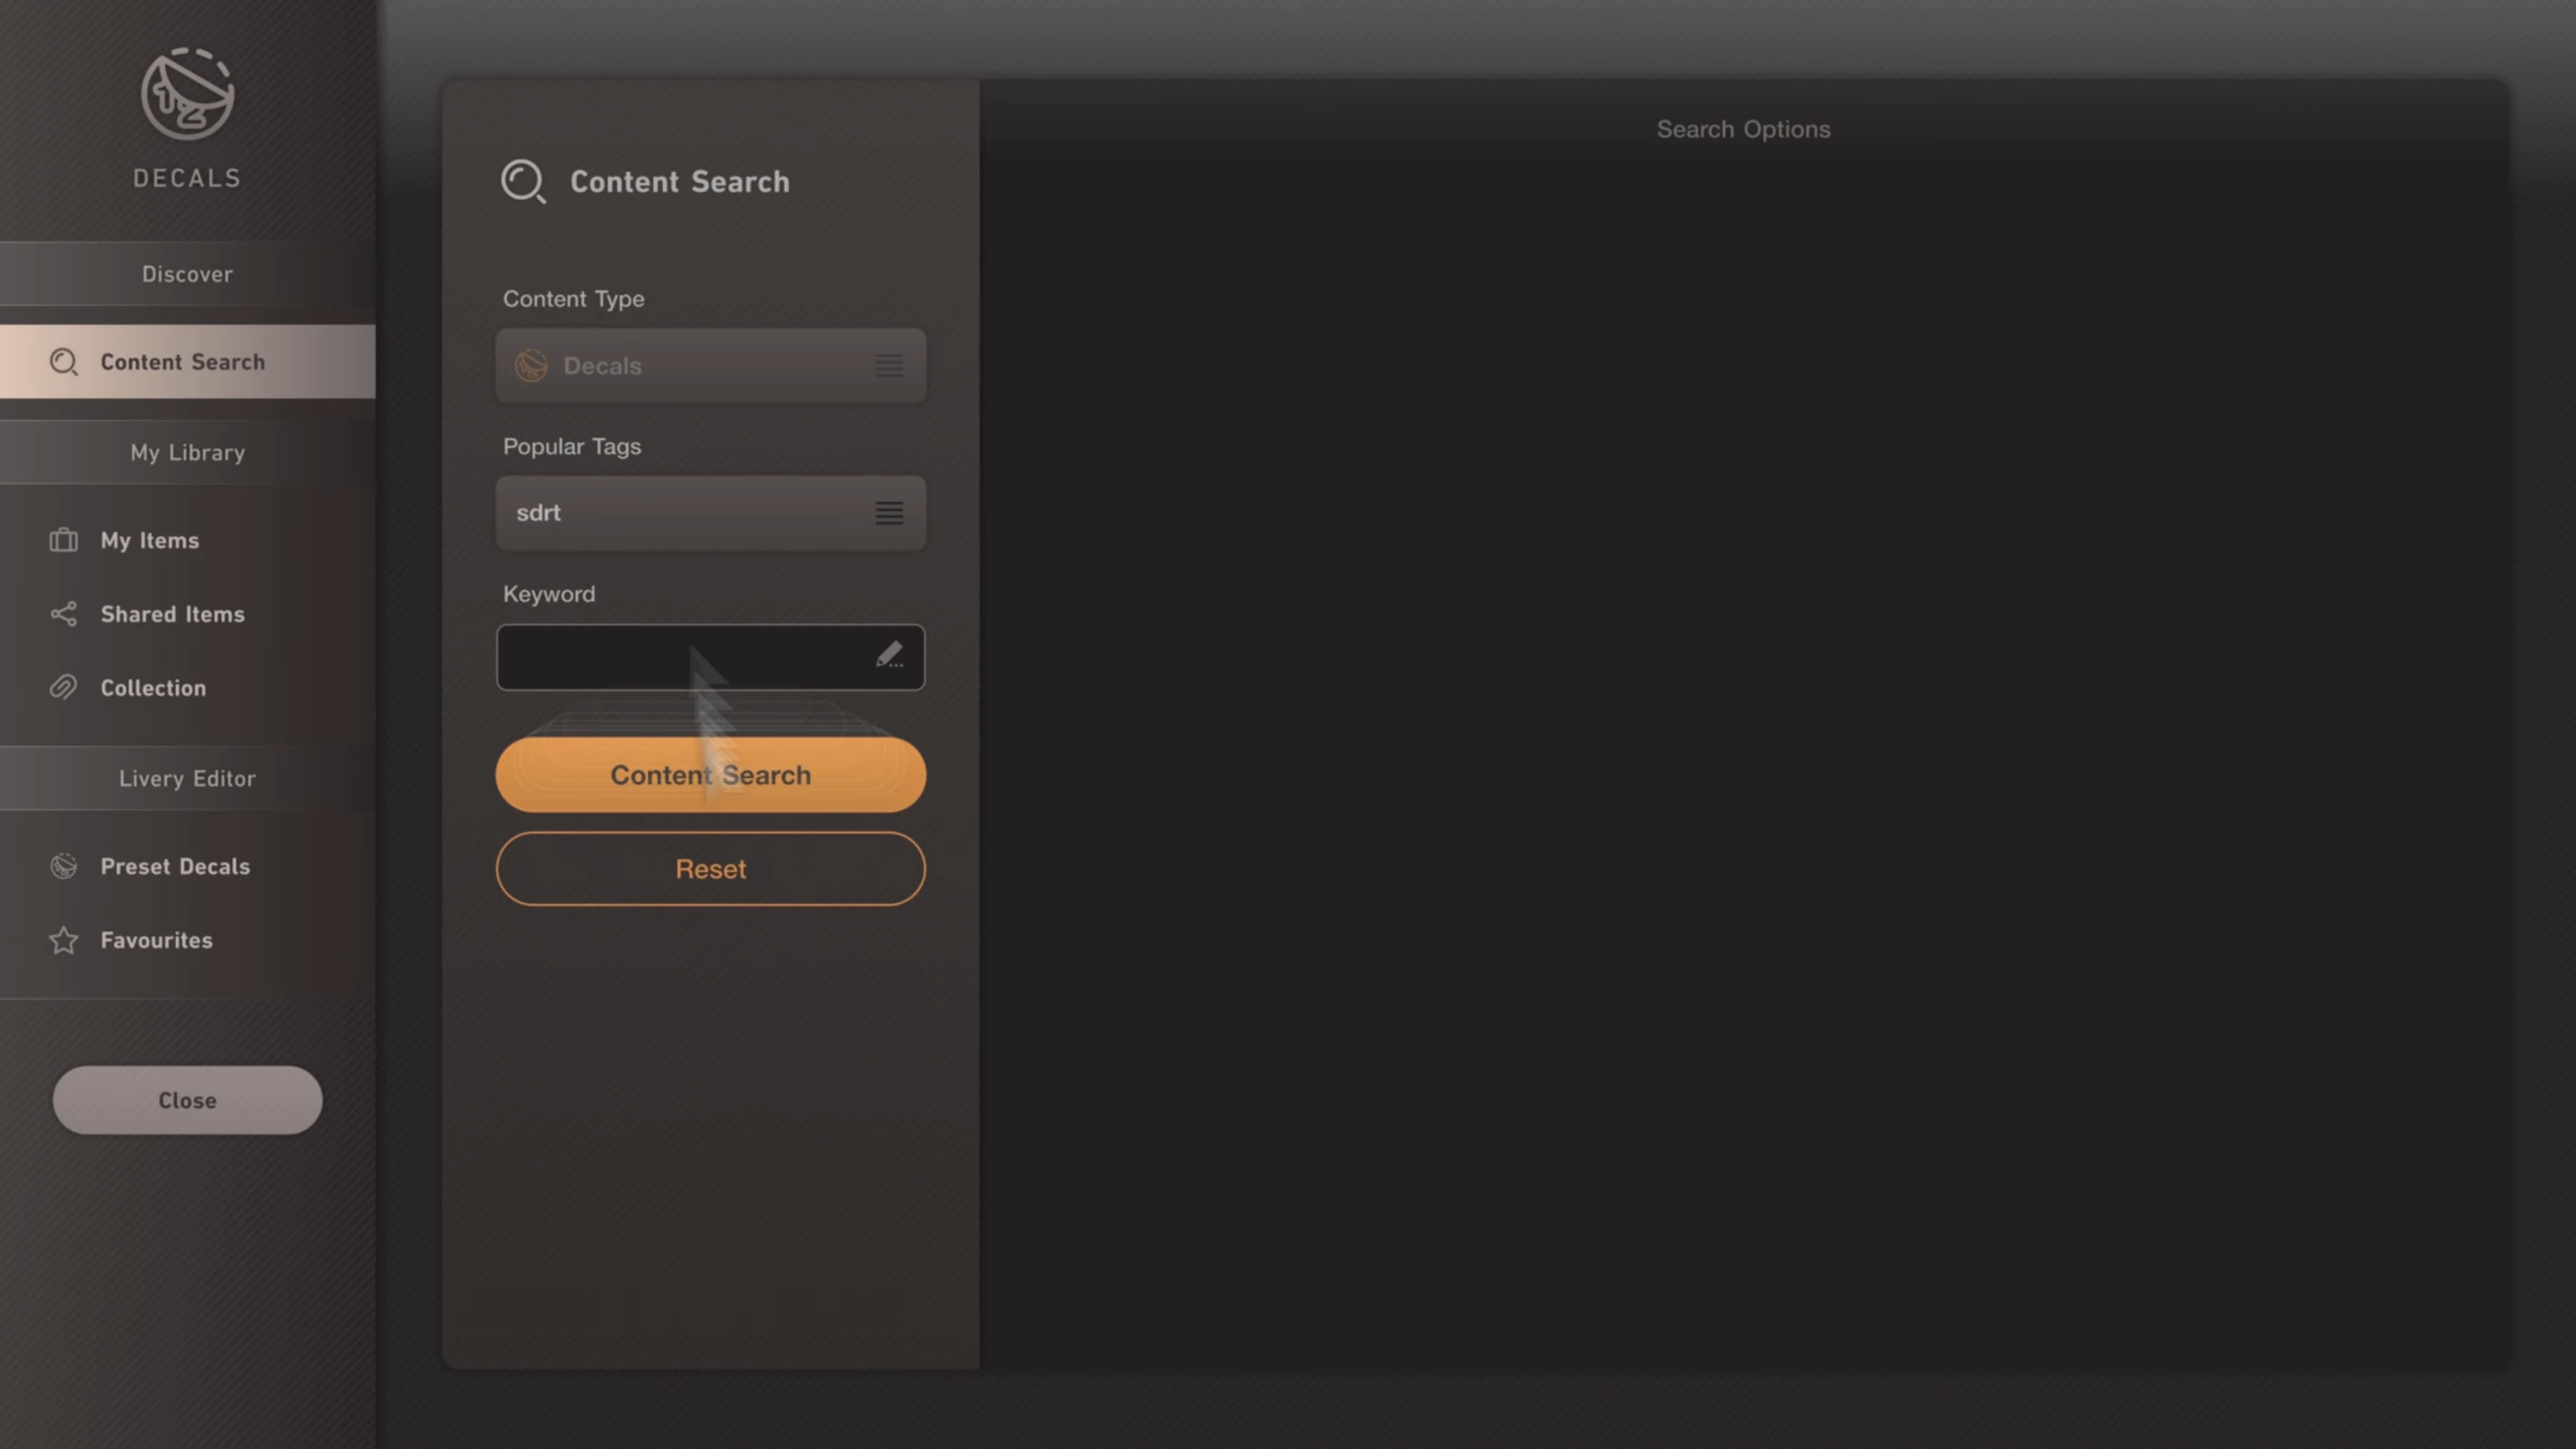 DECALS
Discover
Content Search
My Library
My Items
Shared Items
Collection
Livery Editor
Preset Decals
Favourites
Close
Content Search
Content Type
Decals
Popular Tags
sdrt
Keyword
Content Search
Reset
Search Options